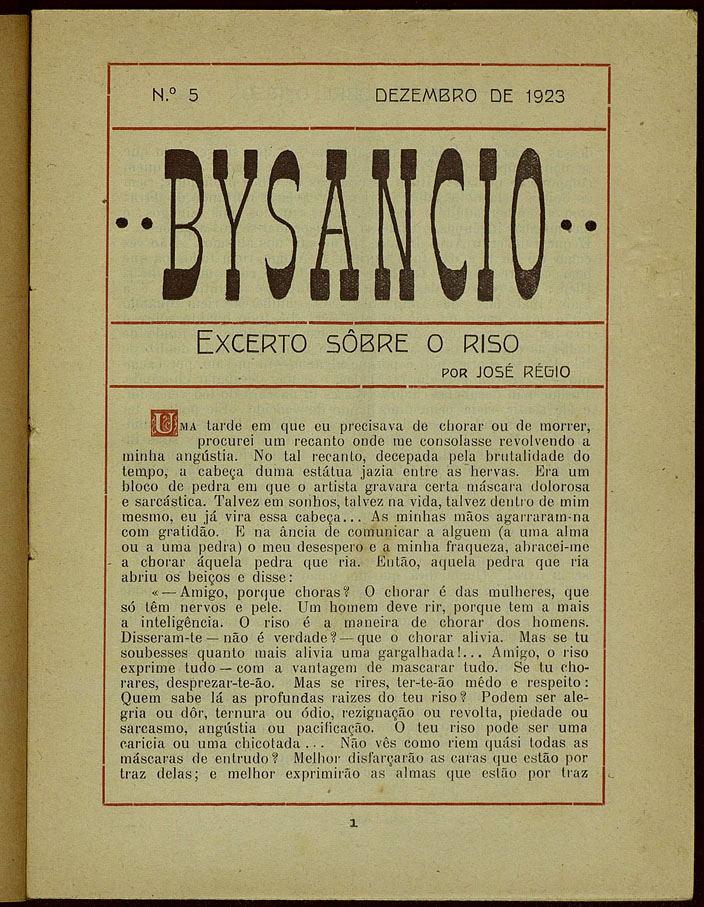 N.º 5 DEZEMBRO DE 1923
··BYSANCIO··
EXCERTO SÔBRE O RISO
POR JOSÉ RÉGIO
UMA tarde em que eu precisava de chorar ou de morrer,
procurei um recanto onde me consolasse revolvendo a
minha angústia. No tal recanto, decepada pela brutalidade do
tempo, a cabeça duma estátua jazia entre as hervas. Era um
bloco de pedra em que o artista gravara certa máscara dolorosa
e sarcástica. Talvez em sonhos, talvez na vida, talvez dentro de mim
mesmo, eu já vira essa cabeça... As minhas mãos agarraram-na
com gratidão. E na ância de comunicar a alguem (a uma alma
ou a uma pedra) o meu desespero e a minha fraqueza, abracei-me
a chorar áquela pedra que ria. Então, aquela pedra que ria
abriu os beiços e disse:
«— Amigo, porque choras? O chorar é das mulheres, que
só têm nervos e pele. Um homem deve rir, porque tem a mais
a inteligência. O riso é a maneira de chorar dos homens.
Disseram-te — não é verdade? — que o chorar alivia. Mas se tu
soubesses quanto mais alivia uma gargalhada!... Amigo, o riso
exprime tudo — com a vantagem de mascarar tudo. Se tu cho-
rares, desprezar-te-ão. Mas se rires, ter-te-ão mêdo e respeito:
Quem sabe lá as profundas raizes do teu riso? Podem ser ale-
gria ou dôr, ternura ou ódio, rezignação ou revolta, piedade ou
sarcasmo, angústia ou pacificação. O teu riso pode ser uma
caricia ou uma chicotada... Não vês como riem quási todas as
máscaras de entrudo? Melhor disfarçarão as caras que estão por
traz delas; e melhor exprimirão as almas que estão por traz
1